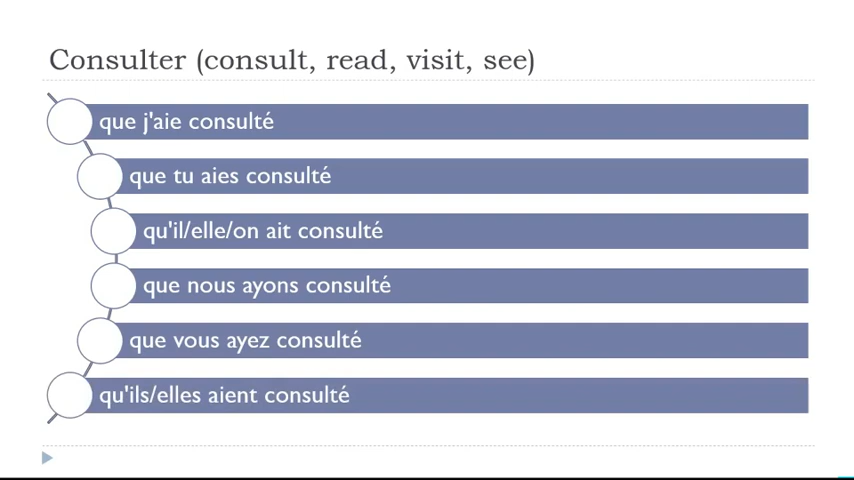 Consulter (consult, read, visit, see)
que j'aie consulté
que tu aies consulté
qu'il/elle/on ait consulté
que nous ayons consulté
que vous ayez consulté
qu'ils/elles aient consulté